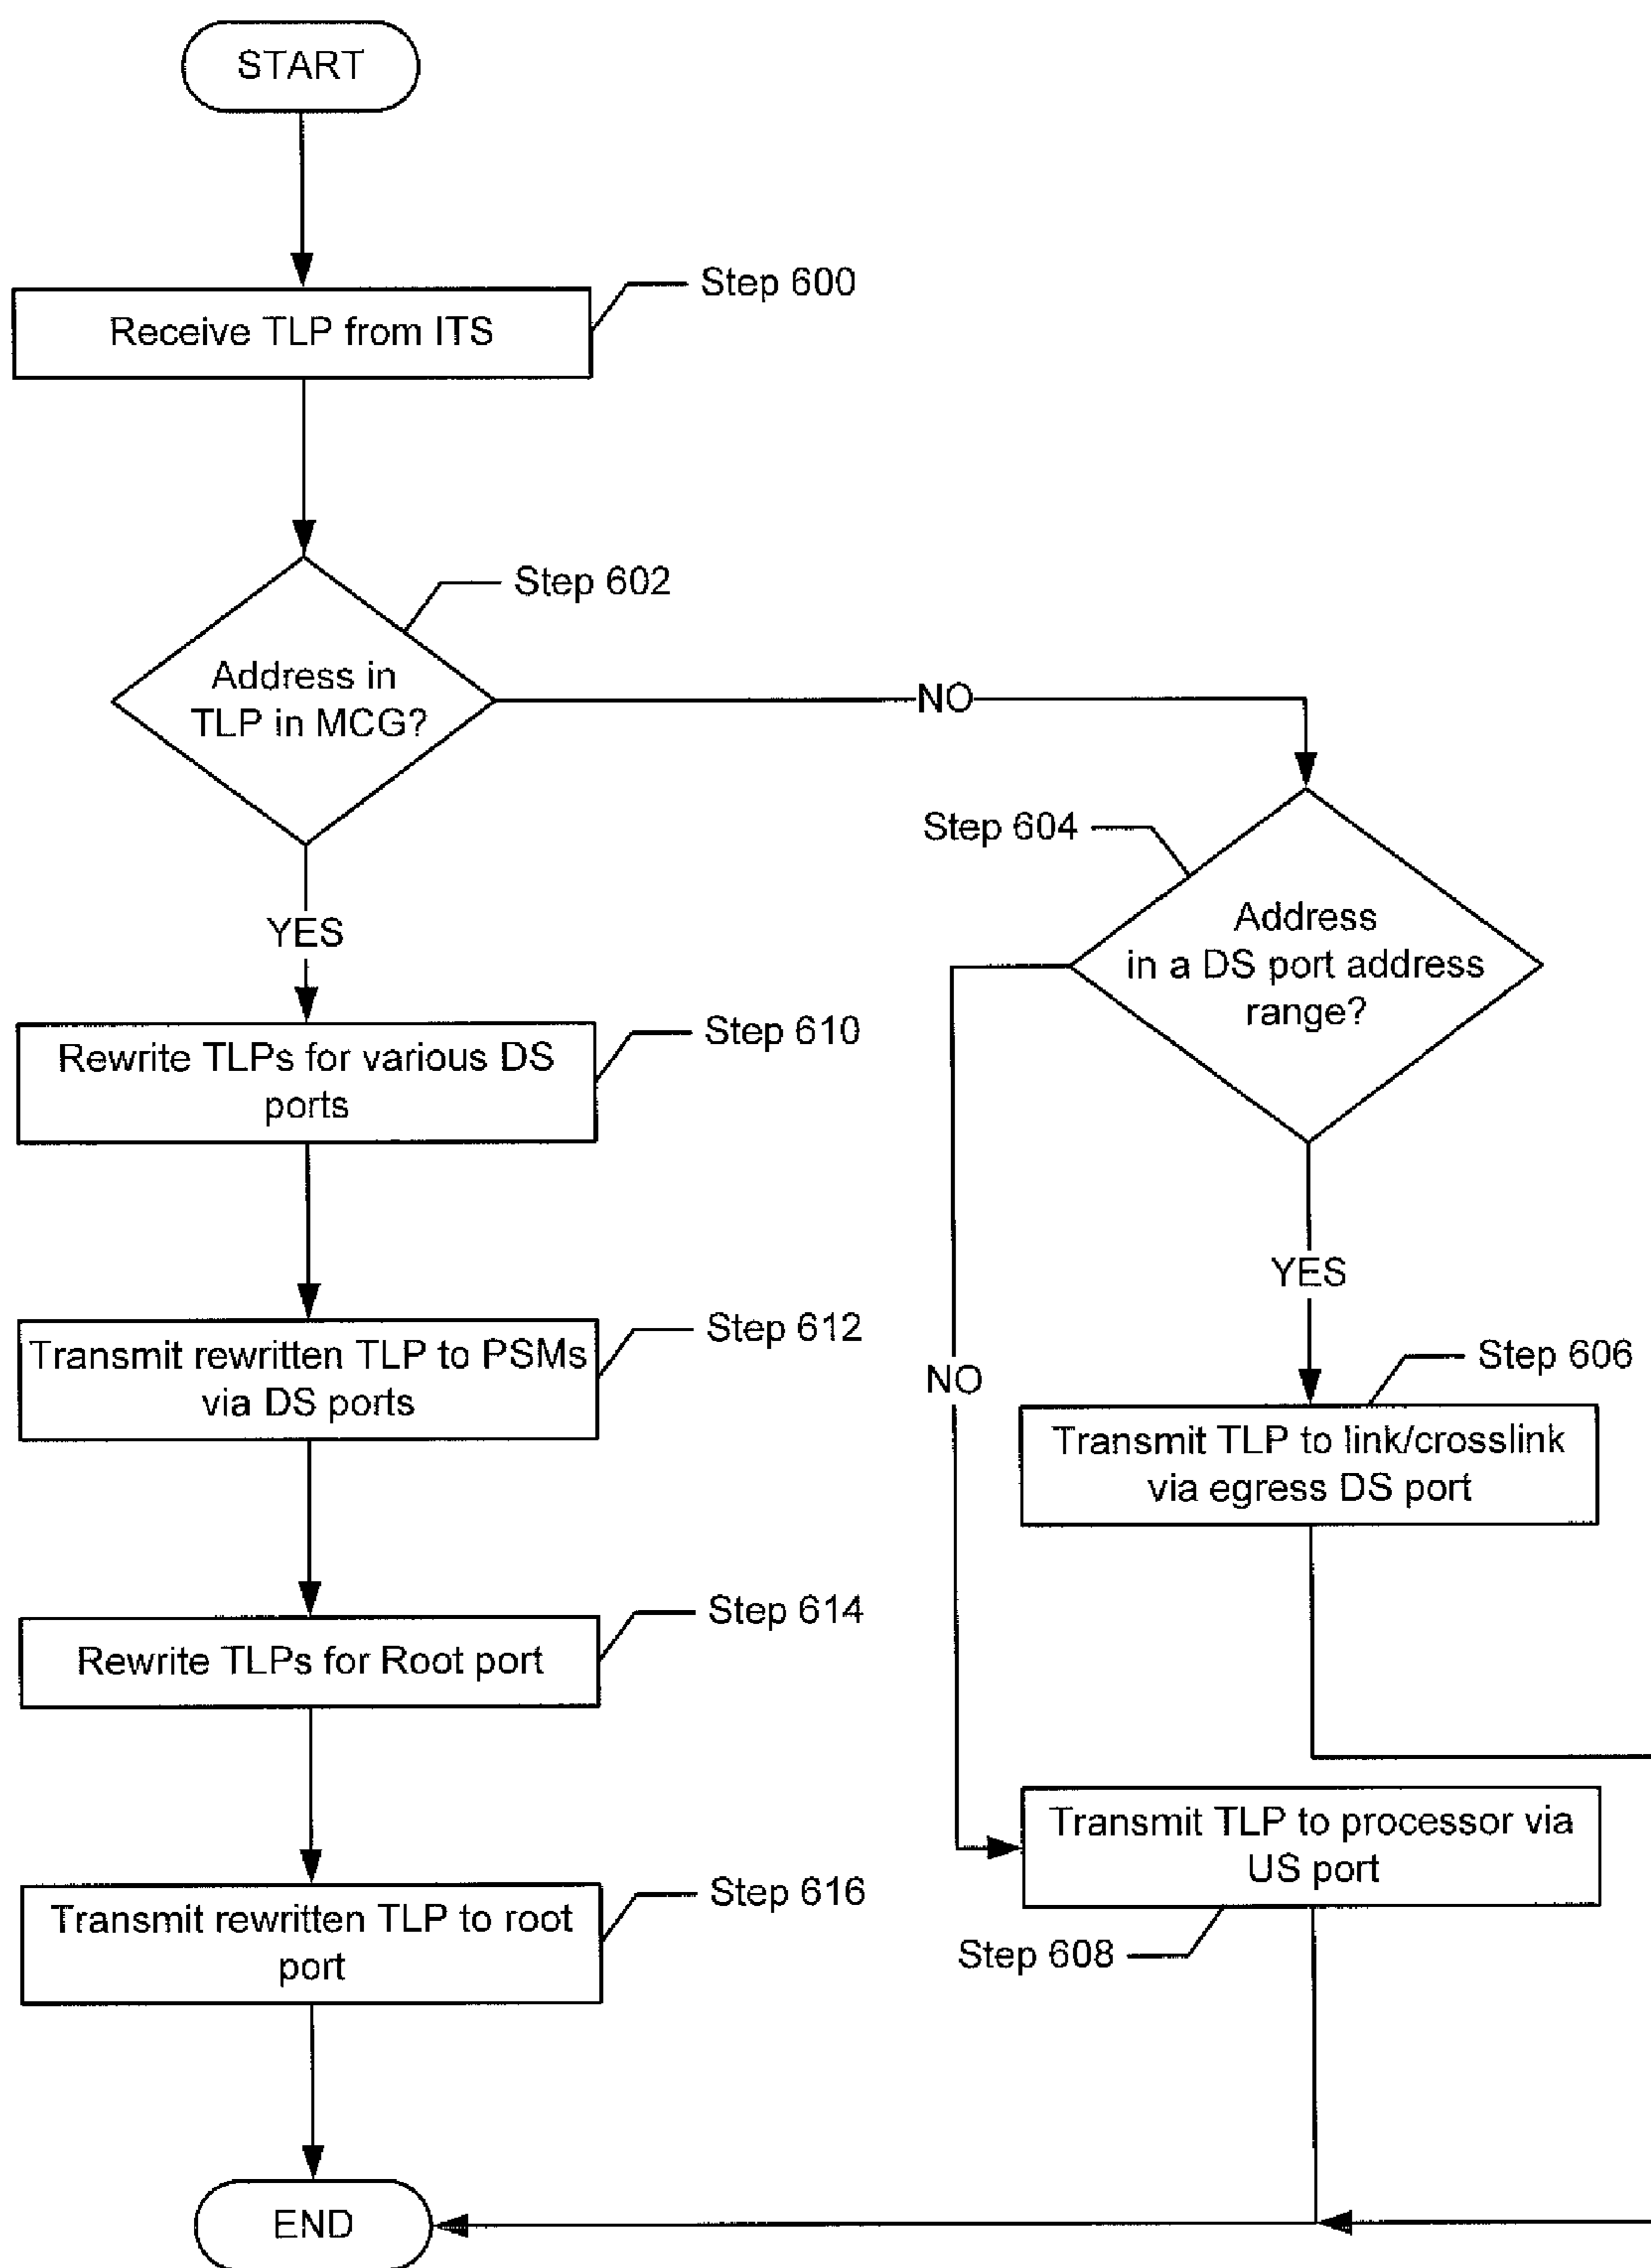 START
Step 600
Receive TLP from ITS
Step 602
Address in
TLP in MCG?
NO
Step 604
Address
in a DS port address
range?
YES
Step 610
Rewrite TLPs for various DS
ports
YES
Step 612
Transmit rewritten TLP to PSMs
via DS ports
NO
Step 606
Transmit TLP to link/crosslink
via egress DS port
Step 614
Rewrite TLPs for Root port
Transmit TLP to processor via
US port
Step 608
Step 616
Transmit rewritten TLP to root
port
END